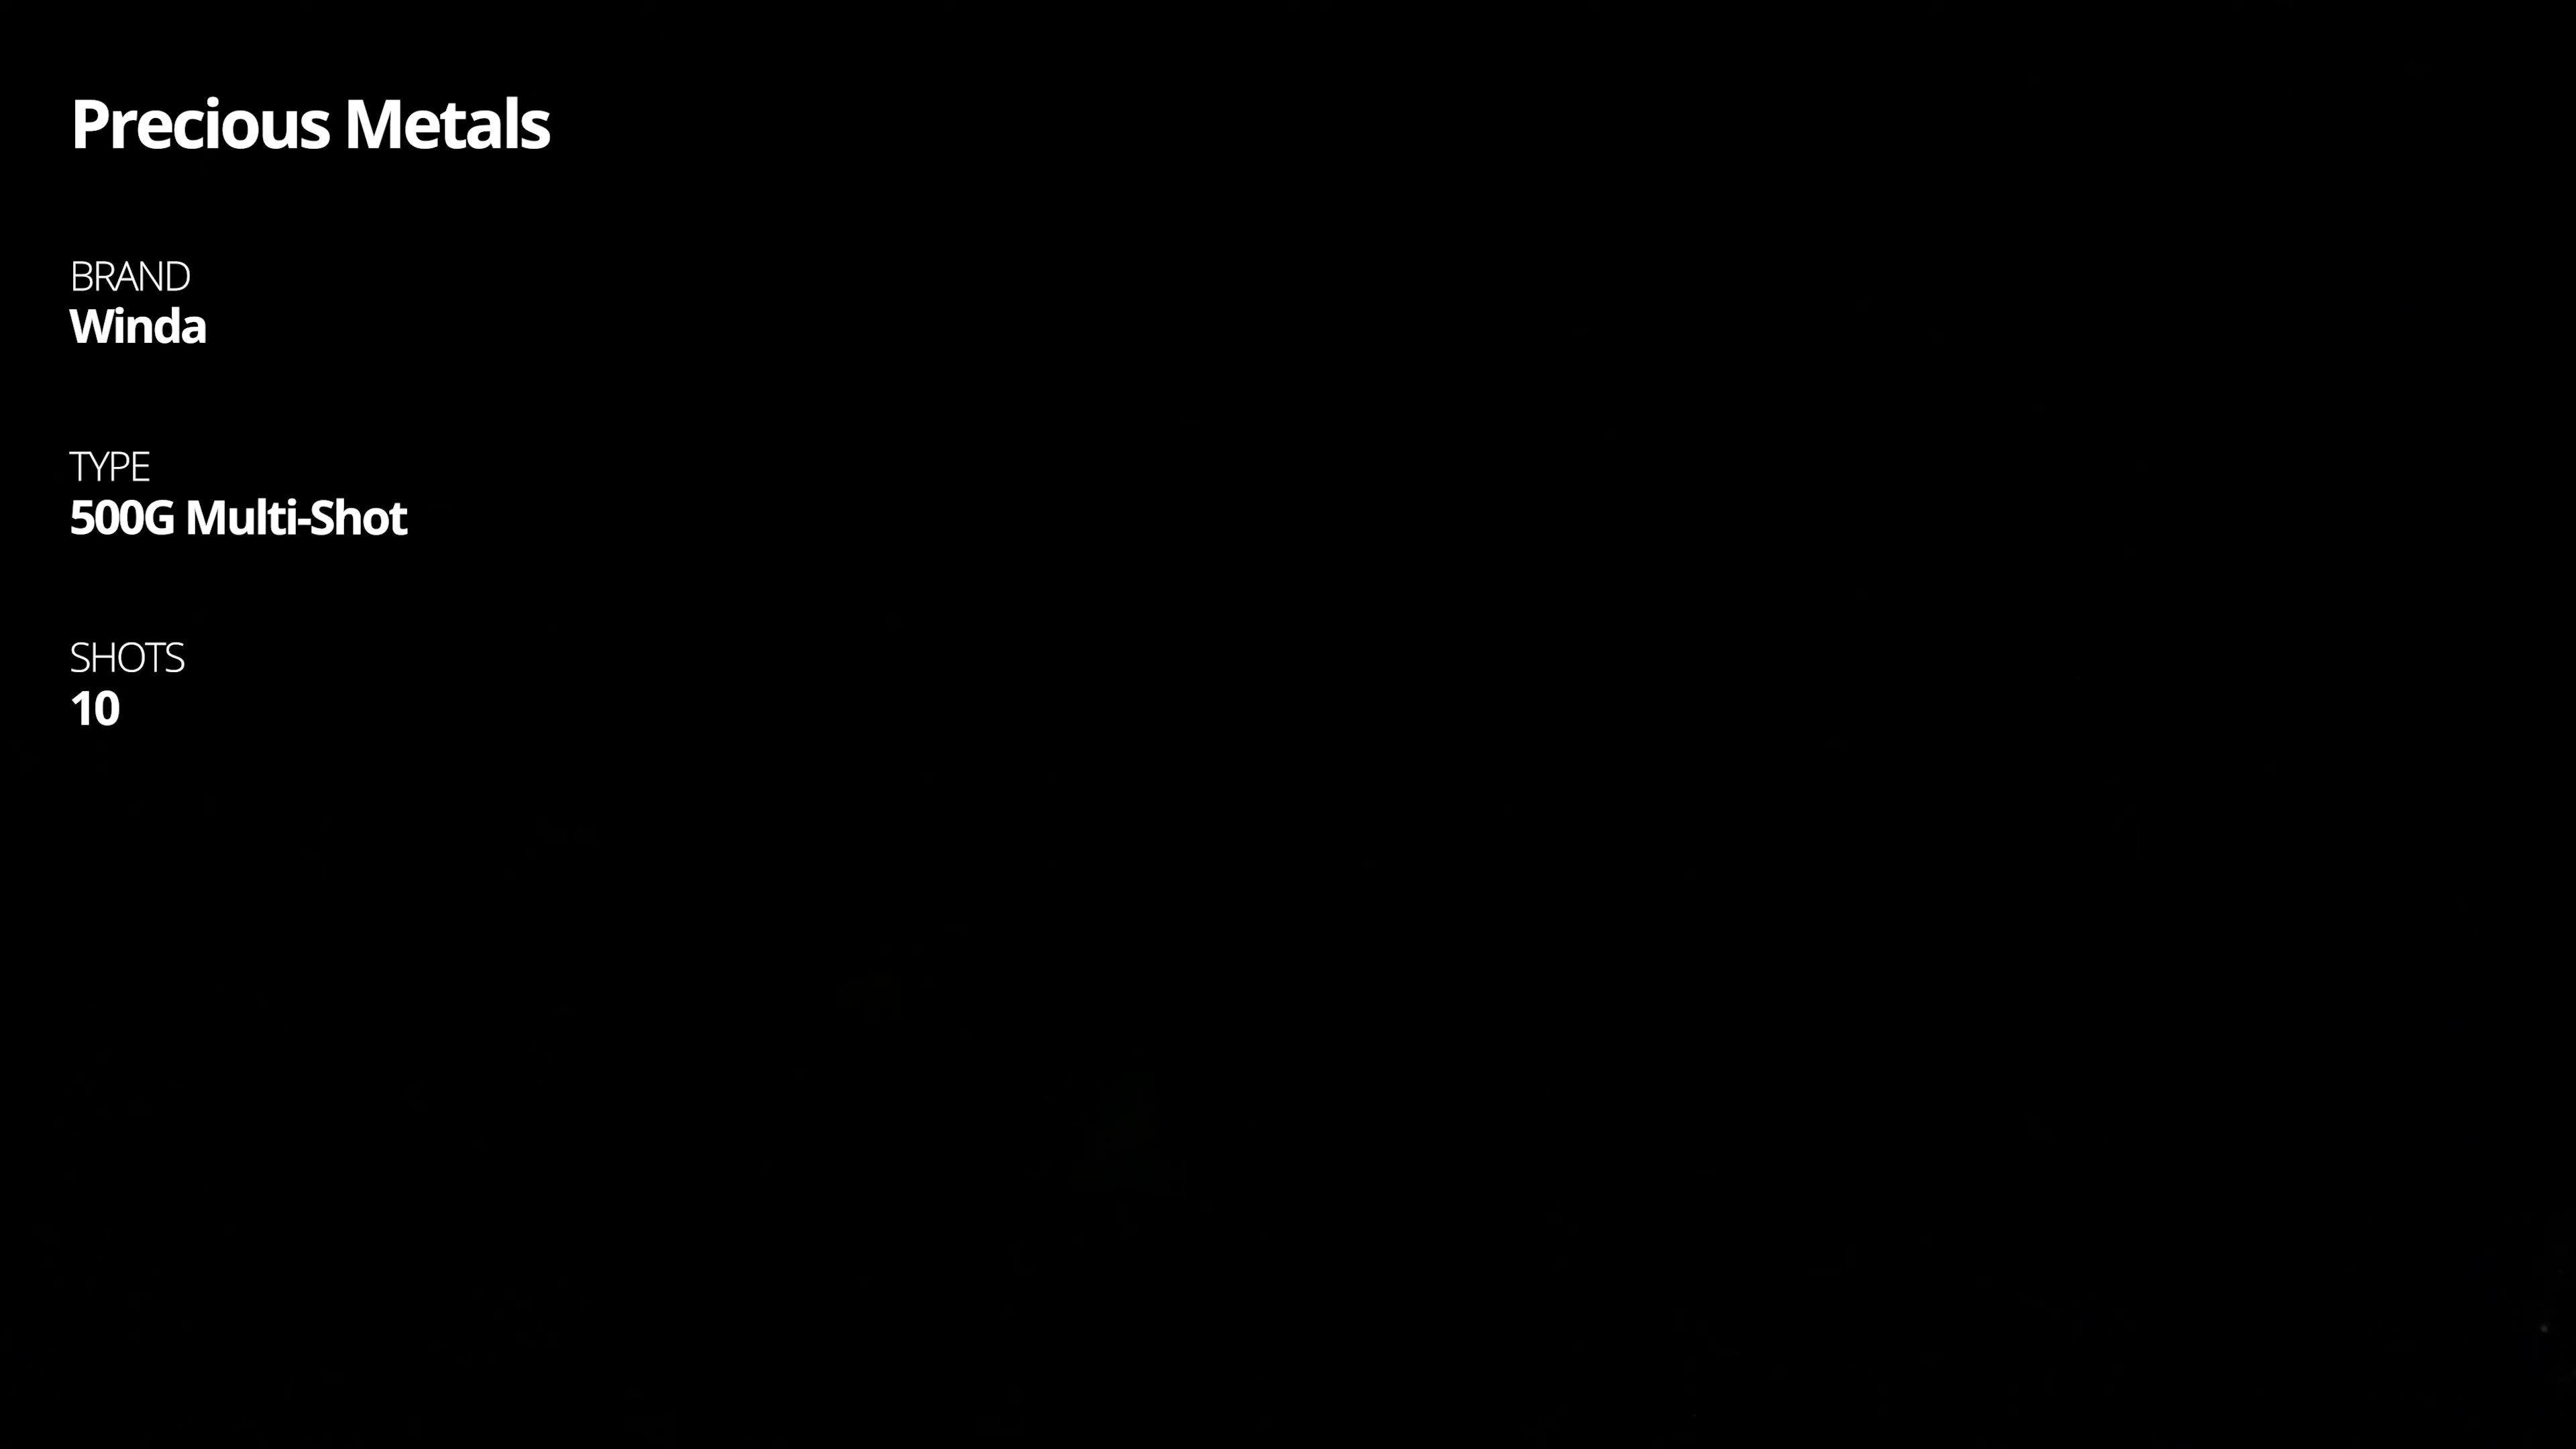 Precious Metals
BRAND
Winda
TYPE
500G Multi-Shot
SHOTS
10